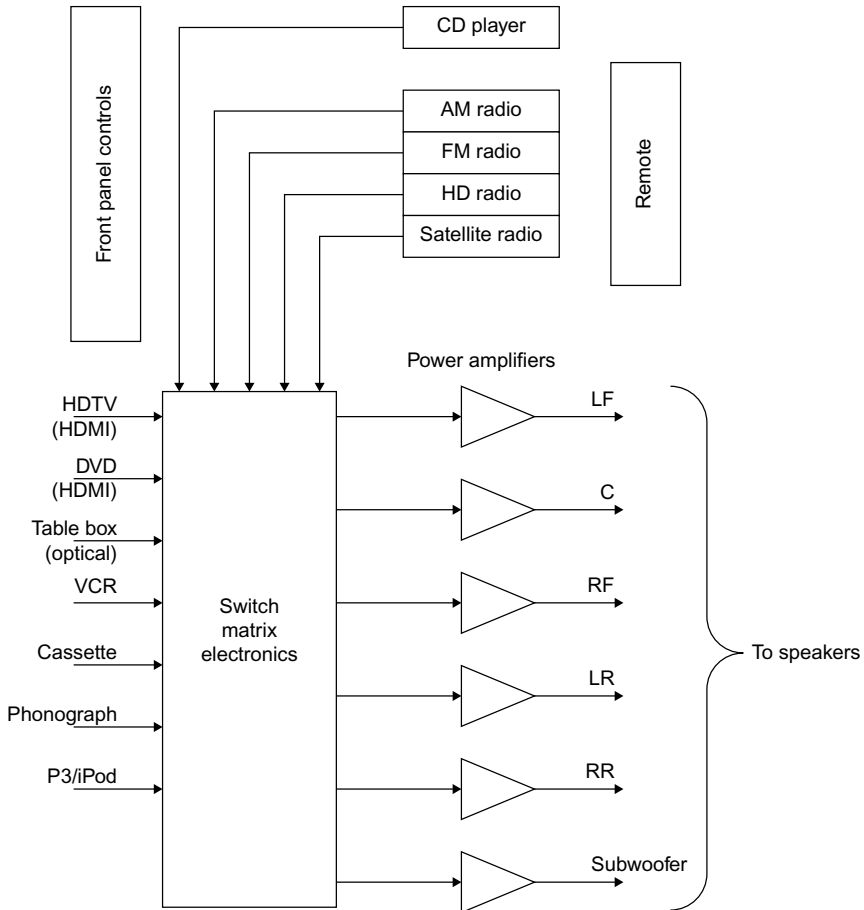 CD player
Front panel controls
AM radio
FM radio
HD radio
Satellite radio
Remote
Power amplifiers
HDTV
(HDMI)
DVD
(HDMI)
Table box
(optical)
VCR
Cassette
Phonograph
P3/iPod
Switch
matrix
electronics
LF
C
RF
LR
RR
Subwoofer
To speakers